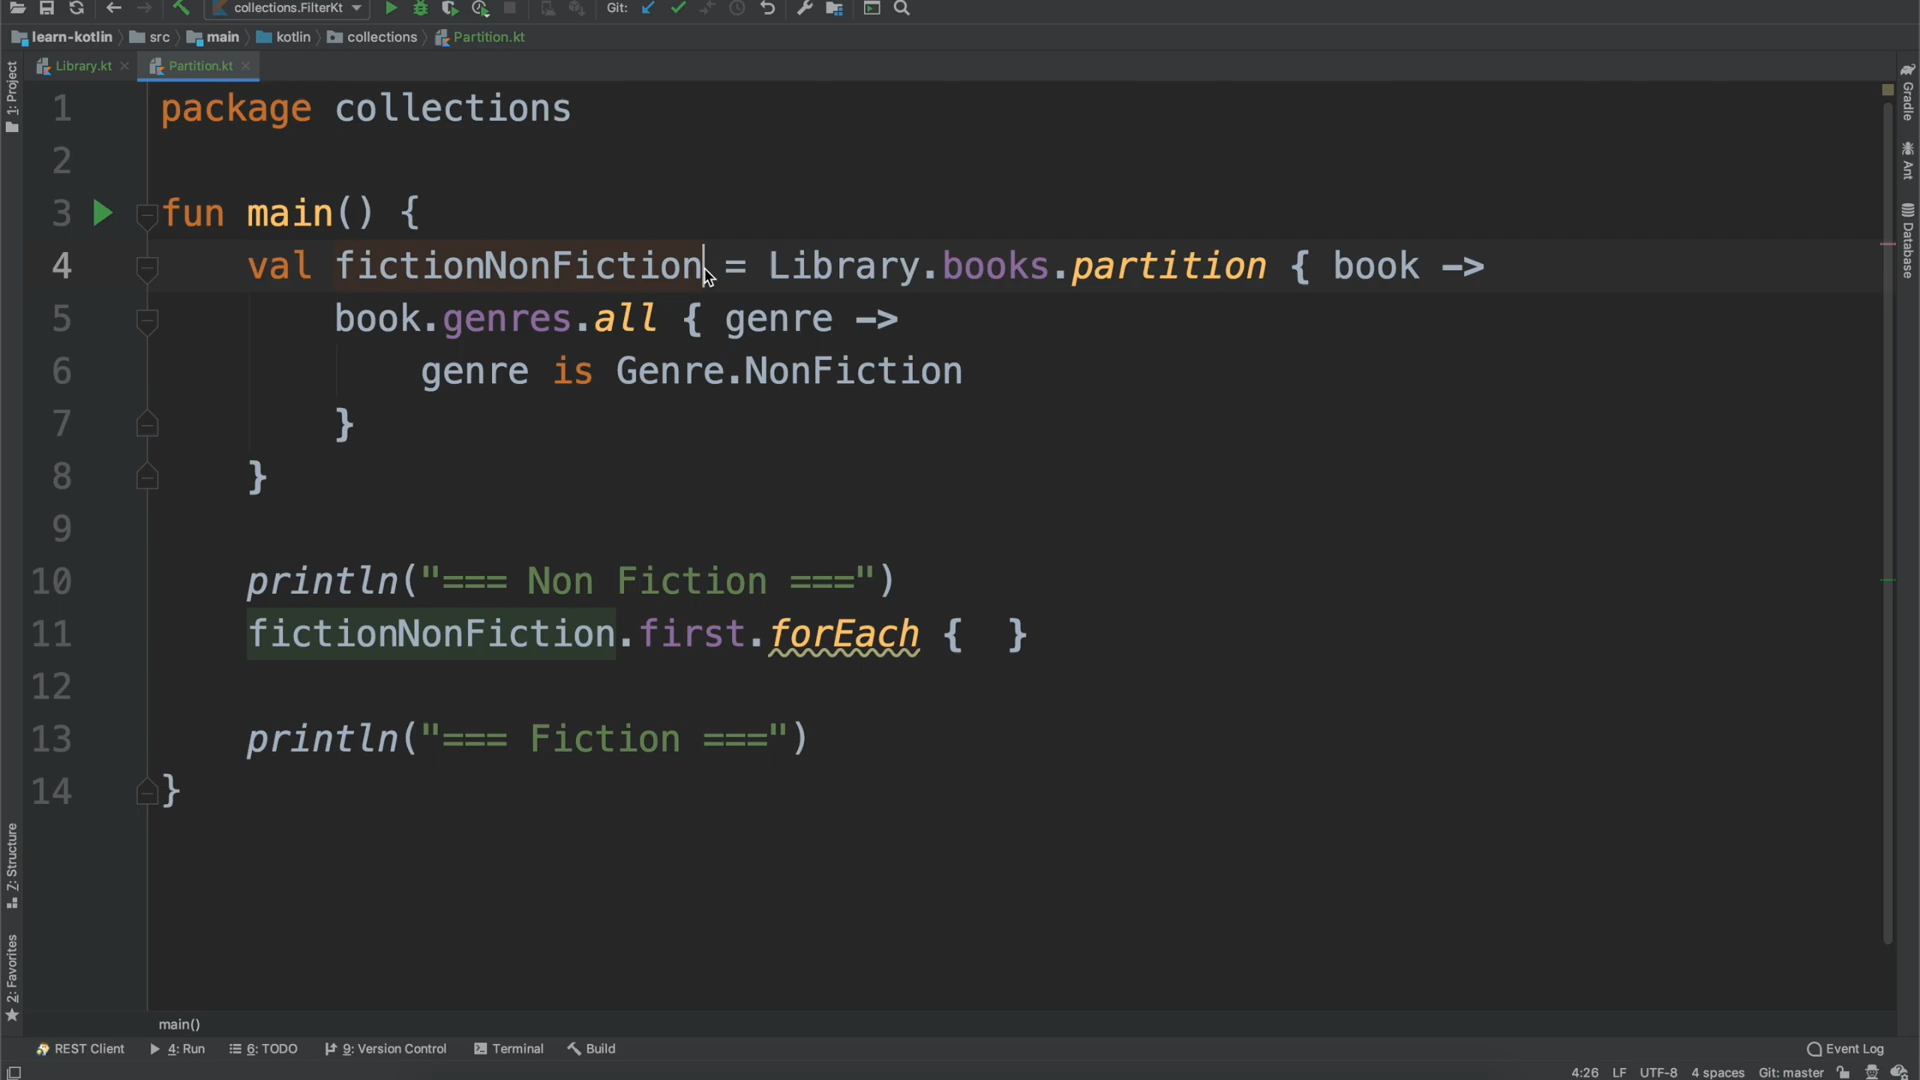 collections.FilterKt
Git:
learn-kotlin
src
main
kotlin
collections
Partition.kt
1: Project
Library.kt
Partition.kt
Gradle
Ant
Database
1 package collections
2
3 fun main() {
4 val fictionNonFiction = Library.books.partition { book ->
5 book.genres.all { genre ->
6 genre is Genre.NonFiction
7 }
8 }
9
10 println("=== Non Fiction ===")
11 fictionNonFiction.first.forEach { }
12
13 println("=== Fiction ===")
14 }
Z: Structure
2: Favorites
main()
REST Client
4: Run
6: TODO
9: Version Control
Terminal
Build
Event Log
4:26 LF UTF-8 4 spaces Git: master